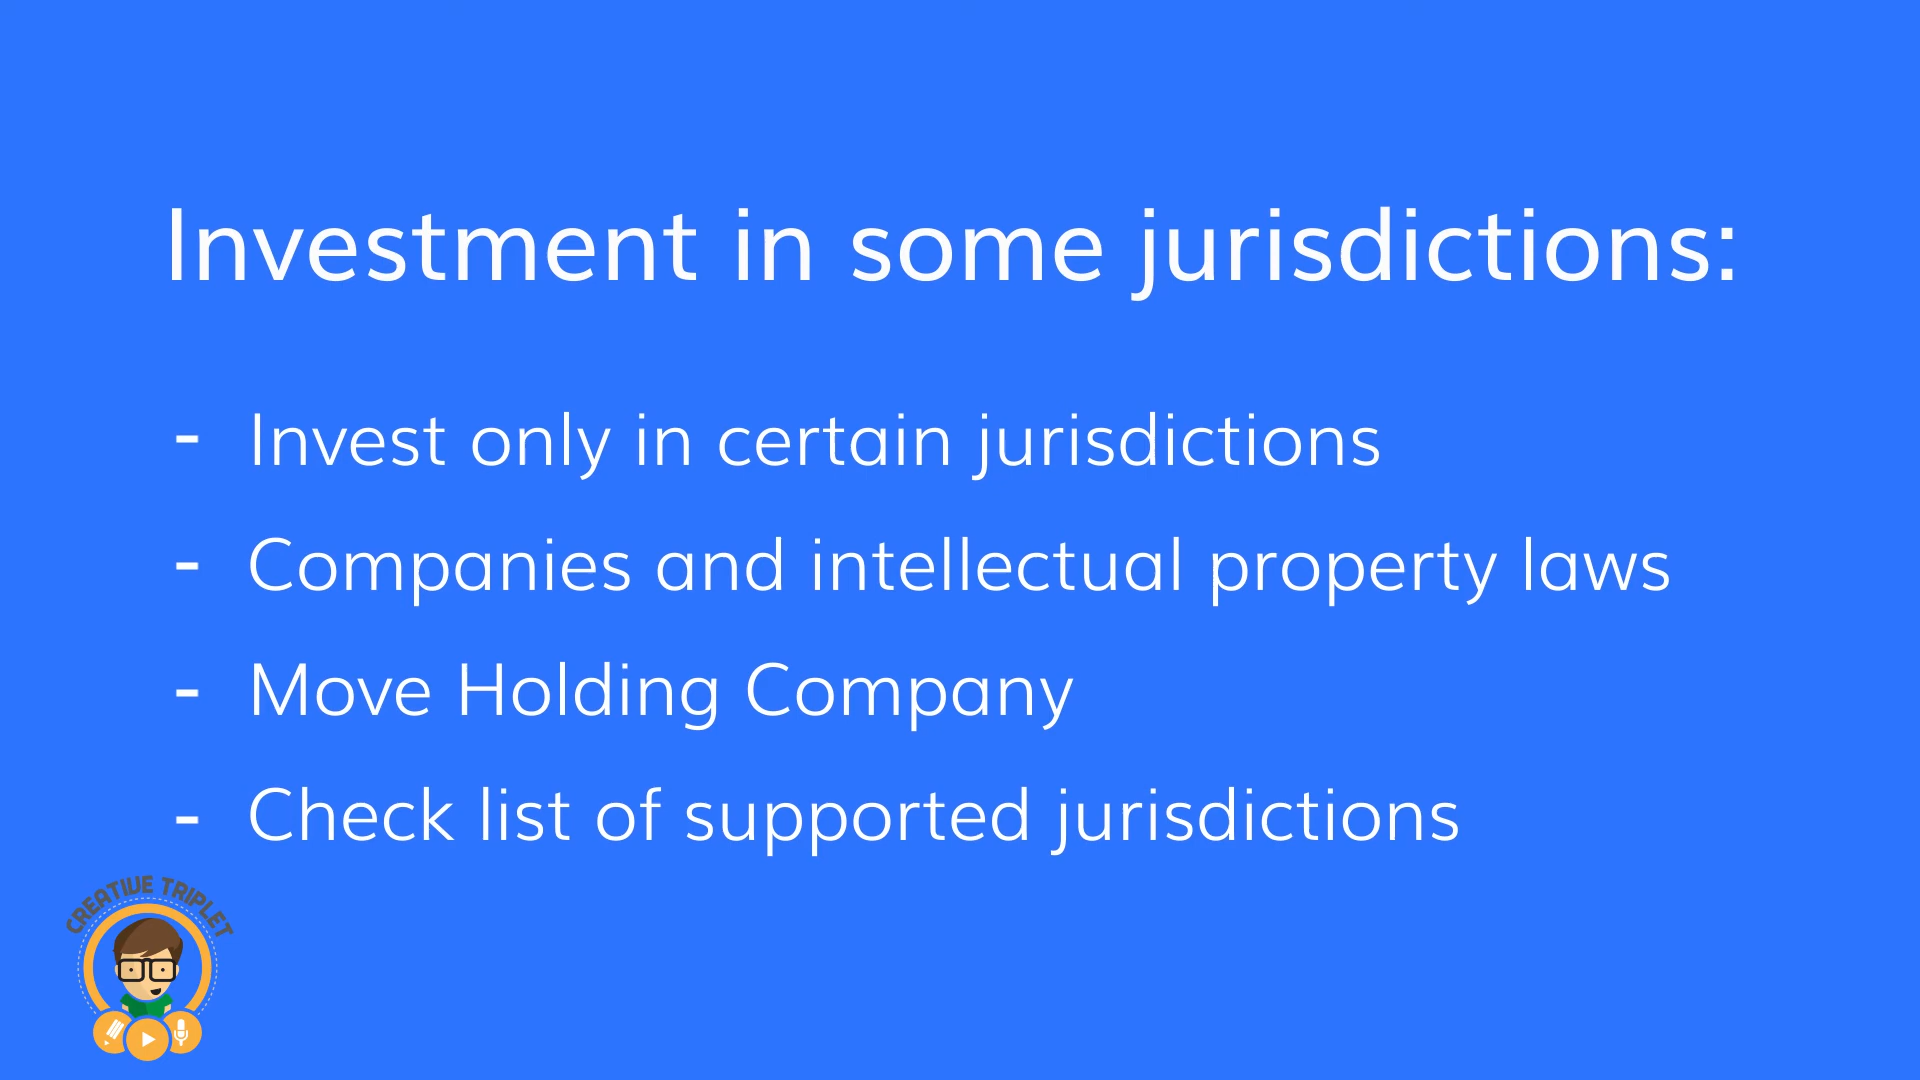 Investment in some jurisdictions:
- Invest only in certain jurisdictions
- Companies and intellectual property laws
- Move Holding Company
- Check list of supported jurisdictions
CREATIVE TRIPLET